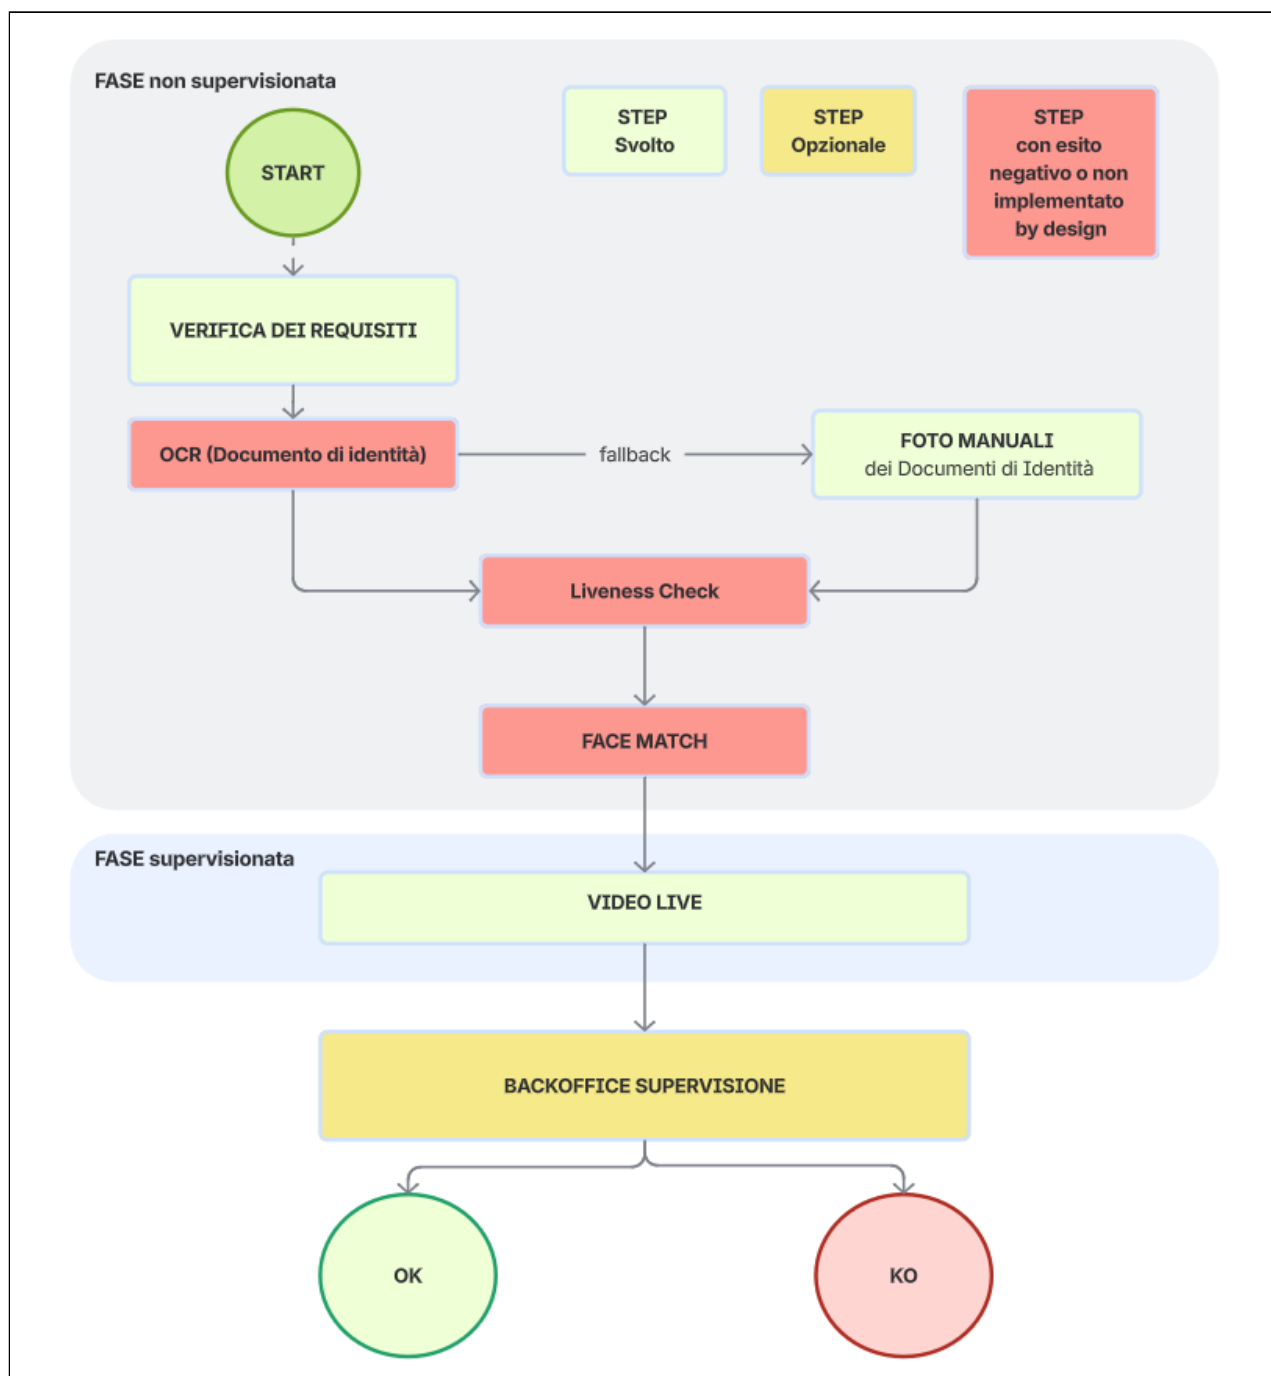 FASE non supervisionata
START
STEP
Svolto
STEP
Opzionale
STEP
con esito
negativo o non
implementato
by design
VERIFICA DEI REQUISITI
OCR (Documento di identità)
fallback
FOTO MANUALI
dei Documenti di Identità
Liveness Check
FACE MATCH
FASE supervisionata
VIDEO LIVE
BACKOFFICE SUPERVISIONE
OK
KO